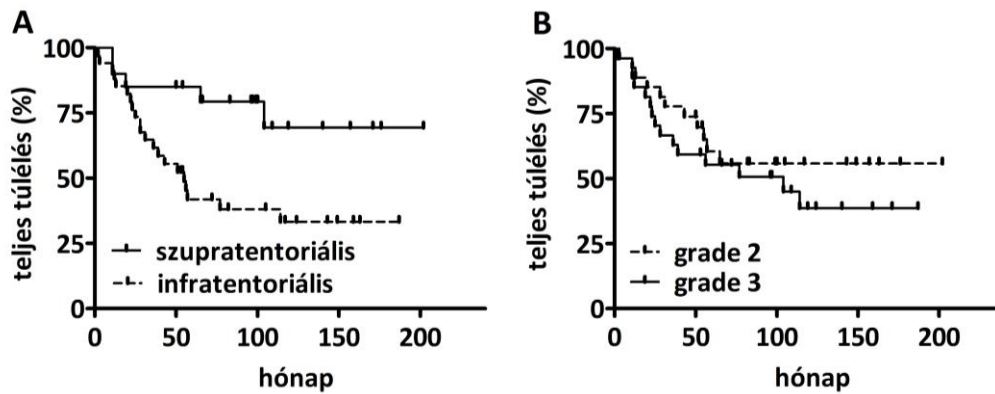 A
teljes túlélés (%)
100
75
50
25
0
szupratentoriális
infratentoriális
0 50 100 150 200
hónap
B
teljes túlélés (%)
100
75
50
25
0
grade 2
grade 3
0 50 100 150 200
hónap